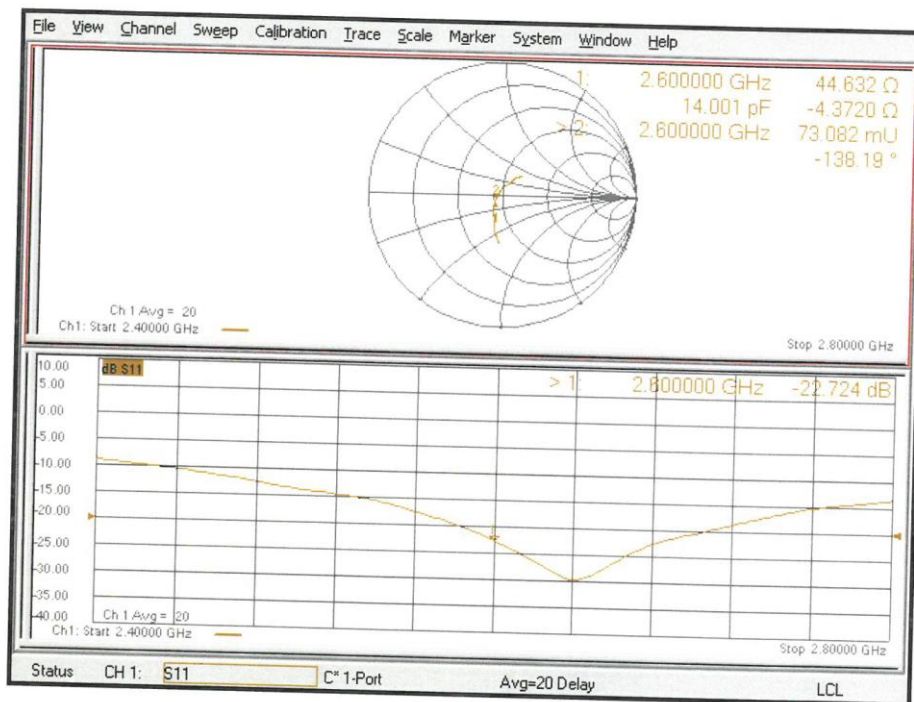 File View Channel Sweep Calibration Trace Scale Marker System Window Help
1: 2.600000 GHz 44.632 Ω
14.001 pF -4.3720 Ω
> 2: 2.600000 GHz 73.082 mU
-138.19 °
2
Ch 1 Avg = 20
Ch1: Start 2.40000 GHz
Stop 2.80000 GHz
dB S11
> 1: 2.600000 GHz -22.724 dB
10.00
5.00
0.00
-5.00
-10.00
-15.00
-20.00
-25.00
-30.00
-35.00
-40.00
1
Ch 1 Avg = 20
Ch1: Start 2.40000 GHz
Stop 2.80000 GHz
Status CH 1: S11 C* 1-Port Avg=20 Delay LCL